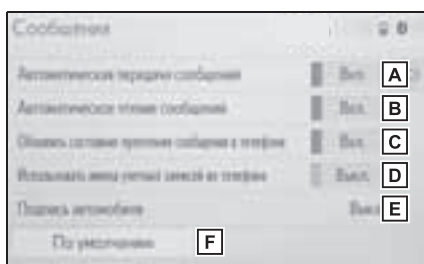 Сообщения
Автоматическая передача сообщений Вкл. A
Автоматическое чтение сообщений Вкл. B
Обновить состояние прочтения сообщения в телефоне Вкл. C
Использовать имена учетных записей из телефона Выкл. D
Подпись автомобиля Выкл E
По умолчанию F